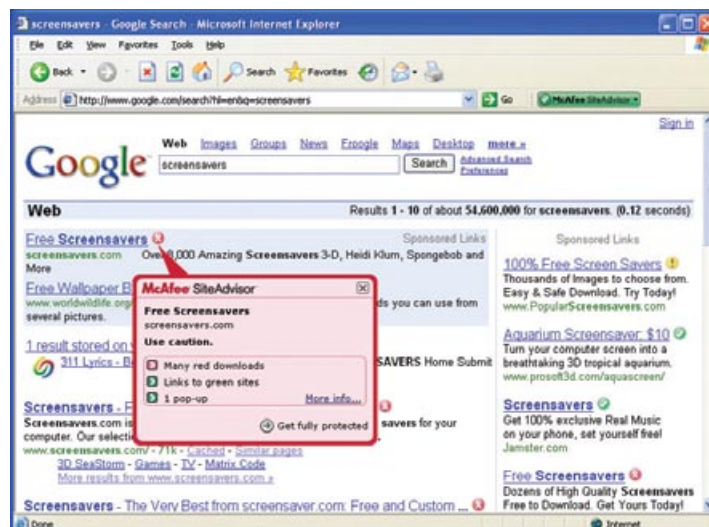 screensavers - Google Search - Microsoft Internet Explorer
File Edit View Favorites Tools Help
Back Search Favorites
Address http://www.google.com/search?hl=en&q=screensavers Go McAfee SiteAdvisor
Sign in
Google
Web Images Groups News Froogle Maps Desktop more »
screensavers Search Advanced Search
Preferences
Web Results 1 - 10 of about 54,600,000 for screensavers. (0.12 seconds)
Free Screensavers Sponsored Links
screensavers.com Over 8,000 Amazing Screensavers 3-D, Heidi Klum, Spongebob and
More
Free Wallpaper
www.worldwildlife.org ds you can use from
several pictures.
McAfee SiteAdvisor
Free Screensavers
screensavers.com
Use caution.
Many red downloads
Links to green sites
1 pop-up More info...
Get fully protected
1 result stored on
311 Lyrics - SAVERS Home Submit
Screensavers -
Screensavers.com is savers for your
computer. Our
www.screensavers.com/ - 71k - Cached - Similar pages
3D SeaStorm - Games - TV - Matrix Code
More results from www.screensavers.com »
Screensavers - The Very Best from screensaver.com: Free and Custom ...
Sponsored Links
100% Free Screen Savers
Thousands of Images to choose from.
Easy & Safe Download. Try Today!
www.PopularScreensavers.com
Aquarium Screensaver: $10
Turn your computer screen into a
breathtaking 3D tropical aquarium.
www.prosoft3d.com/aquascreen/
Screensavers
Get 100% exclusive Real Music
on your phone, set yourself free!
Jamster.com
Free Screensavers
Dozens of High Quality Screensavers
Free to Download. Get Yours Today!
Done Internet